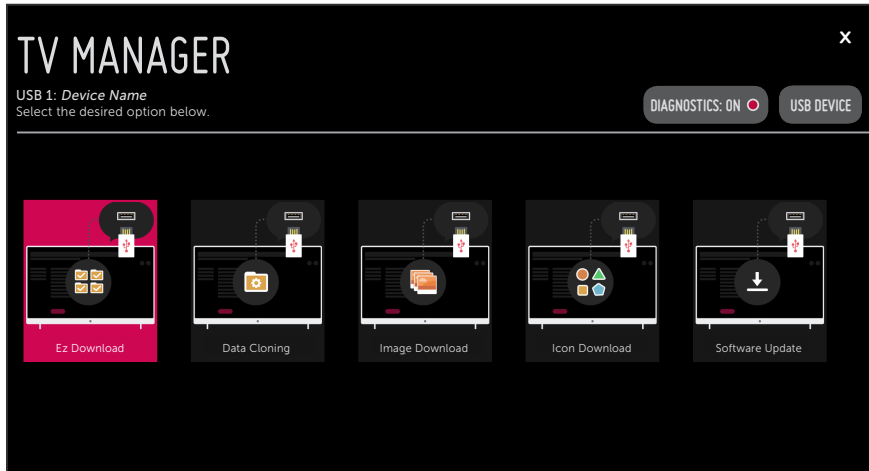 TV MANAGER
X
USB 1: Device Name
Select the desired option below.
DIAGNOSTICS: ON
USB DEVICE
Ez Download
Data Cloning
Image Download
Icon Download
Software Update